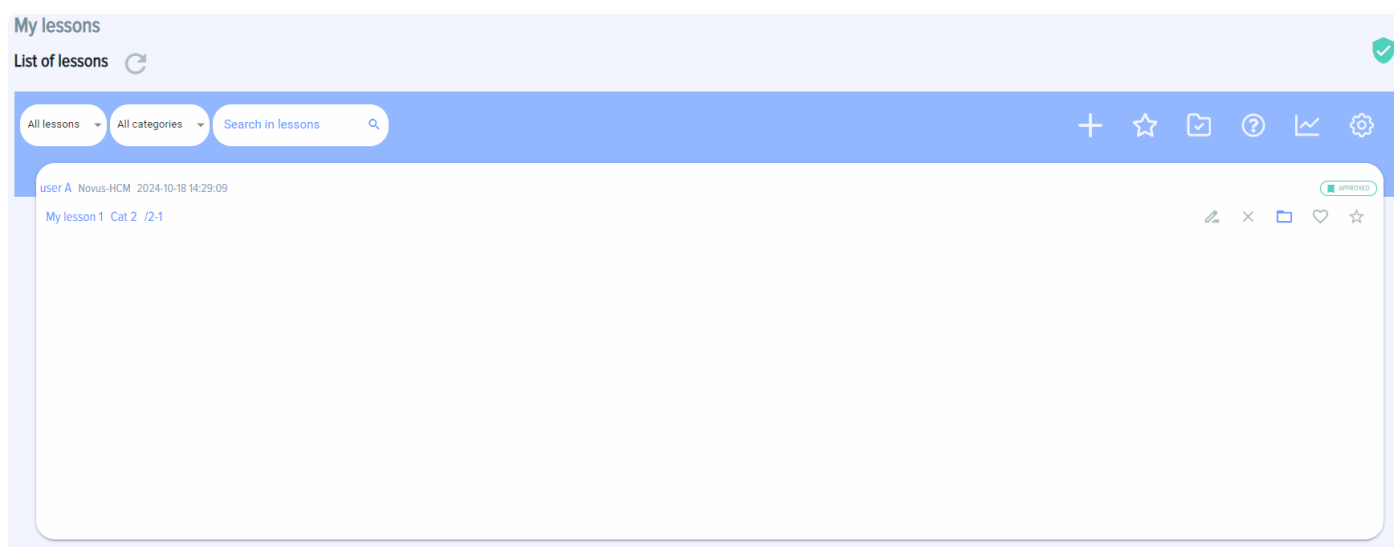 My lessons
List of lessons
All lessons All categories Search in lessons
user A Novus-HCM 2024-10-18 14:29:09 APPROVED
My lesson 1 Cat 2 /2-1